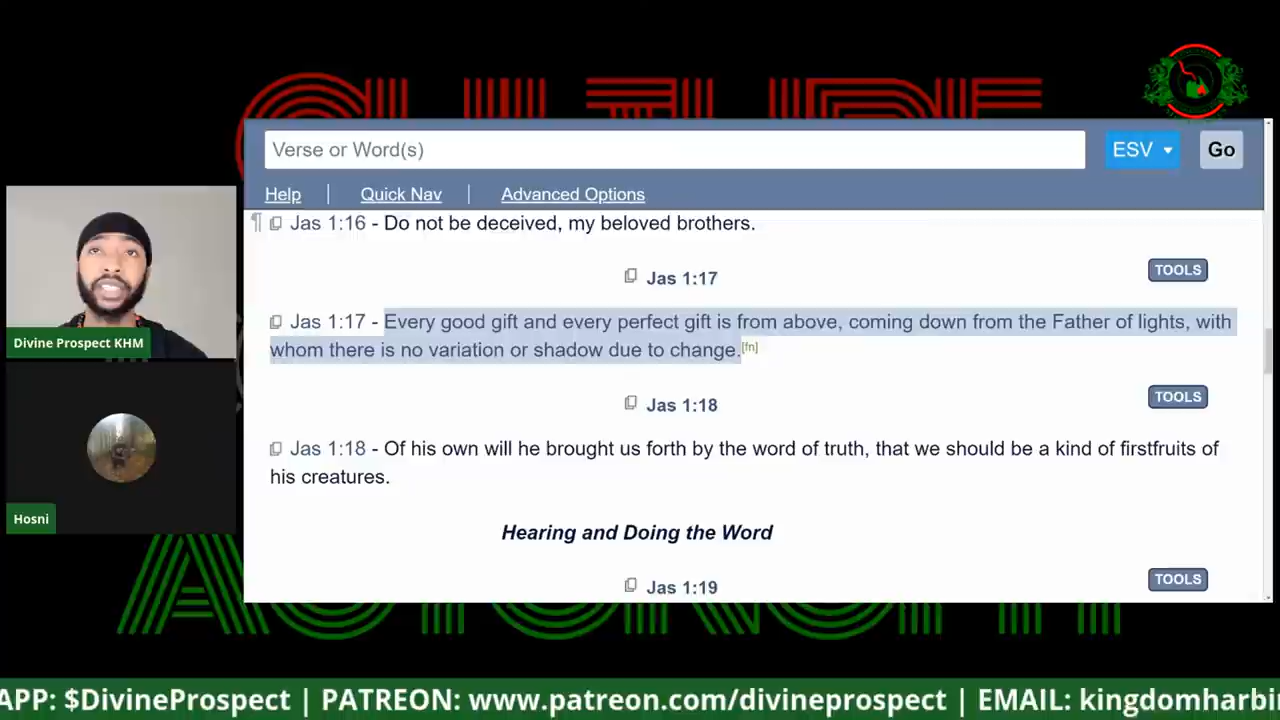 Verse or Word(s)
ESV
Go
Help | Quick Nav | Advanced Options
¶ Jas 1:16 - Do not be deceived, my beloved brothers.
Jas 1:17
TOOLS
Jas 1:17 - Every good gift and every perfect gift is from above, coming down from the Father of lights, with
whom there is no variation or shadow due to change.[fn]
Jas 1:18
TOOLS
Jas 1:18 - Of his own will he brought us forth by the word of truth, that we should be a kind of firstfruits of
his creatures.
Hearing and Doing the Word
Jas 1:19
TOOLS
Divine Prospect KHM
Hosni
APP: $DivineProspect | PATREON: www.patreon.com/divineprospect | EMAIL: kingdomharbi